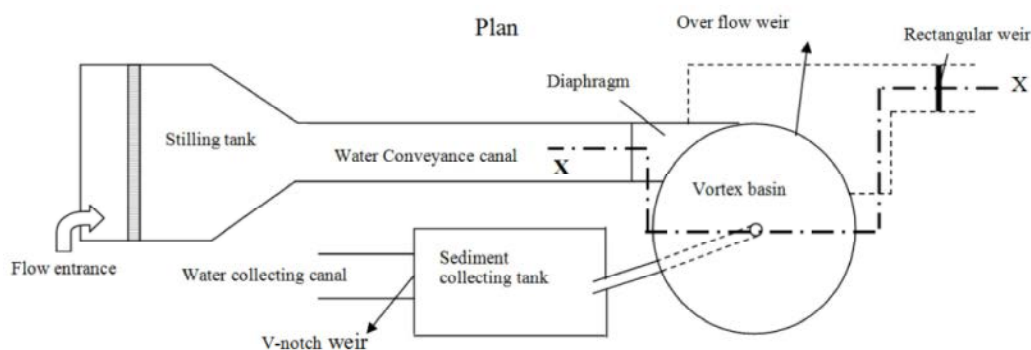 Plan
Over flow weir
Rectangular weir
Diaphragm
X
Stilling tank
Water Conveyance canal
X
Vortex basin
Flow entrance
Water collecting canal
Sediment
collecting tank
V-notch weir